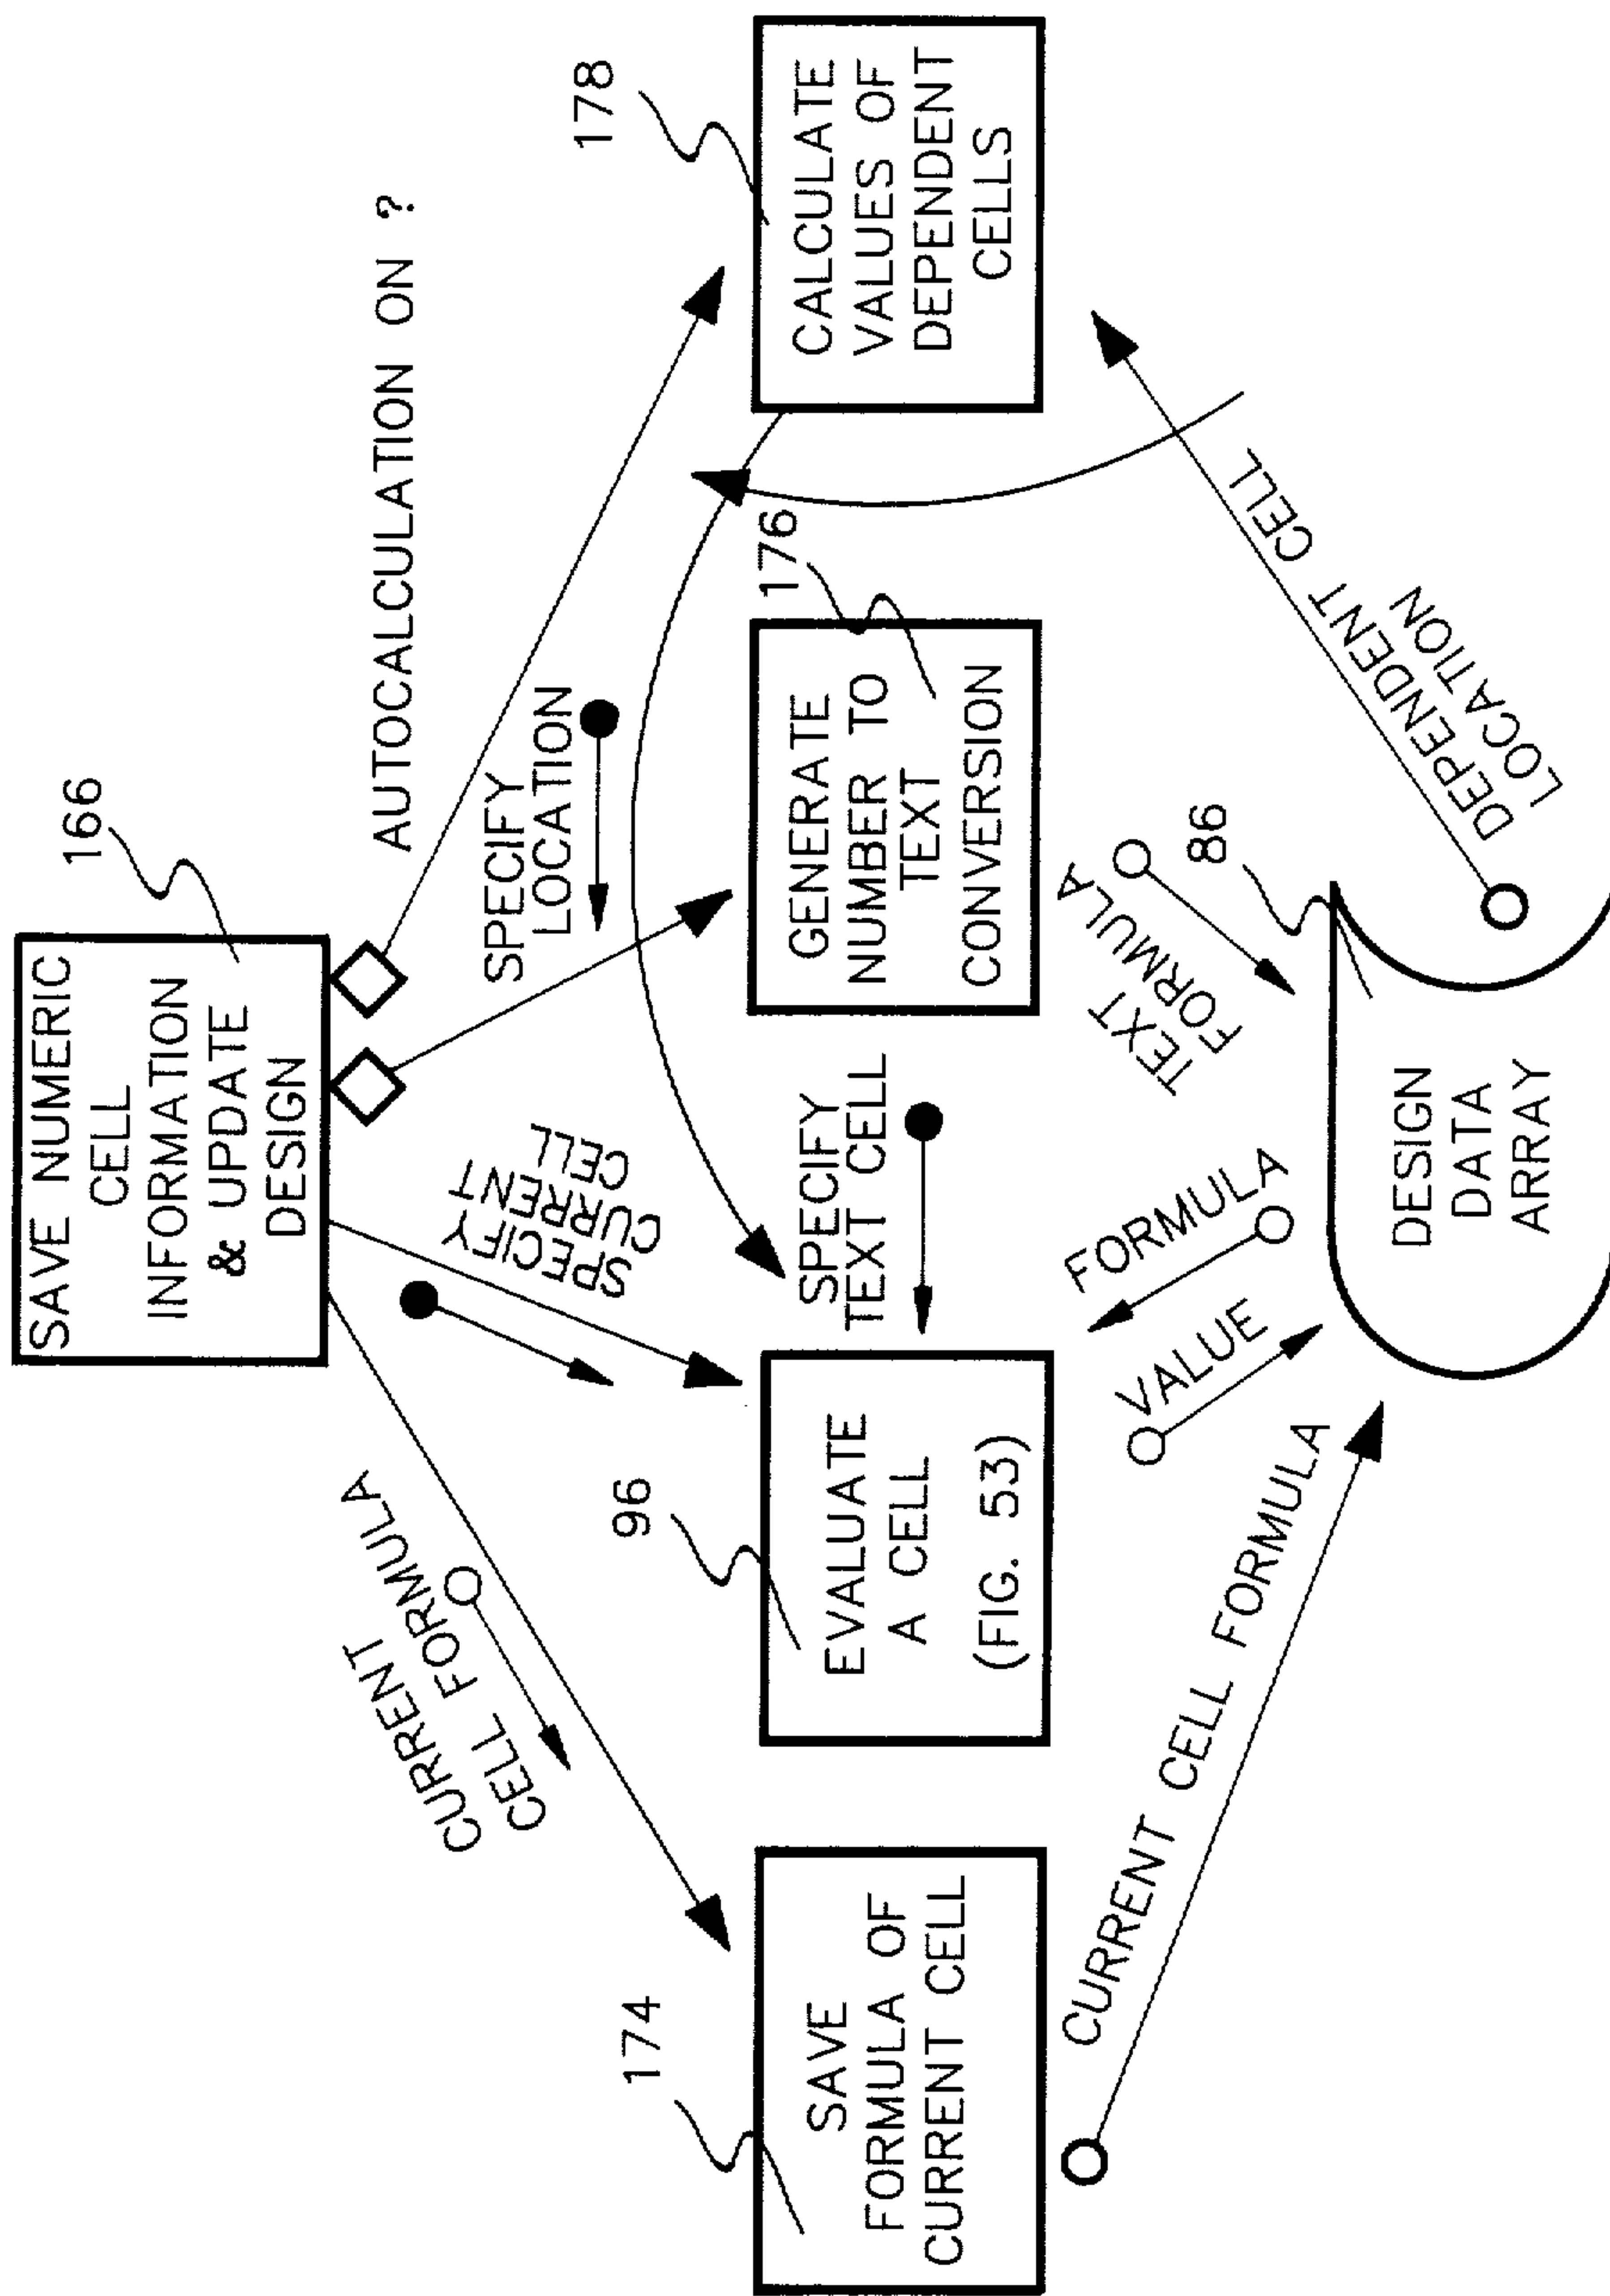 166
SAVE NUMERIC
CELL
INFORMATION
& UPDATE
DESIGN
AUTOCALCULATION ON ?
CURRENT
CELL FORMULA
SPECIFY
CURRENT
CELL
SPECIFY
LOCATION
174
96
176
178
SAVE
FORMULA OF
CURRENT CELL
EVALUATE
A CELL
(FIG. 53)
SPECIFY
TEXT CELL
GENERATE
NUMBER TO
TEXT
CONVERSION
CALCULATE
VALUES OF
DEPENDENT
CELLS
CURRENT CELL FORMULA
VALUE
FORMULA
TEXT
FORMULA
86
DEPENDENT CELL
LOCATION
DESIGN
DATA
ARRAY